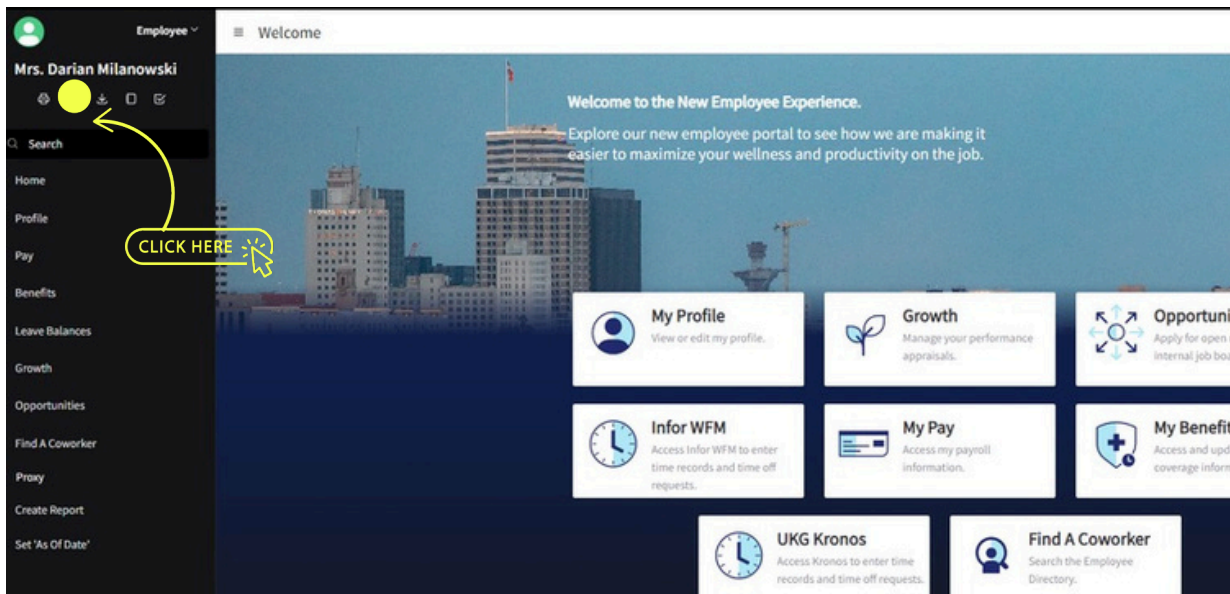 Employee
Welcome
Mrs. Darian Milanowski
Search
Home
Profile
Pay
Benefits
Leave Balances
Growth
Opportunities
Find A Coworker
Proxy
Create Report
Set 'As Of Date'
CLICK HERE
Welcome to the New Employee Experience.
Explore our new employee portal to see how we are making it
easier to maximize your wellness and productivity on the job.
My Profile
View or edit my profile.
Growth
Manage your performance
appraisals.
Opportuni
Apply for open
internal job boa
Infor WFM
Access Infor WFM to enter
time records and time off
requests.
My Pay
Access my payroll
information.
My Benefit
Access and upd
coverage inform
UKG Kronos
Access Kronos to enter time
records and time off requests.
Find A Coworker
Search the Employee
Directory.